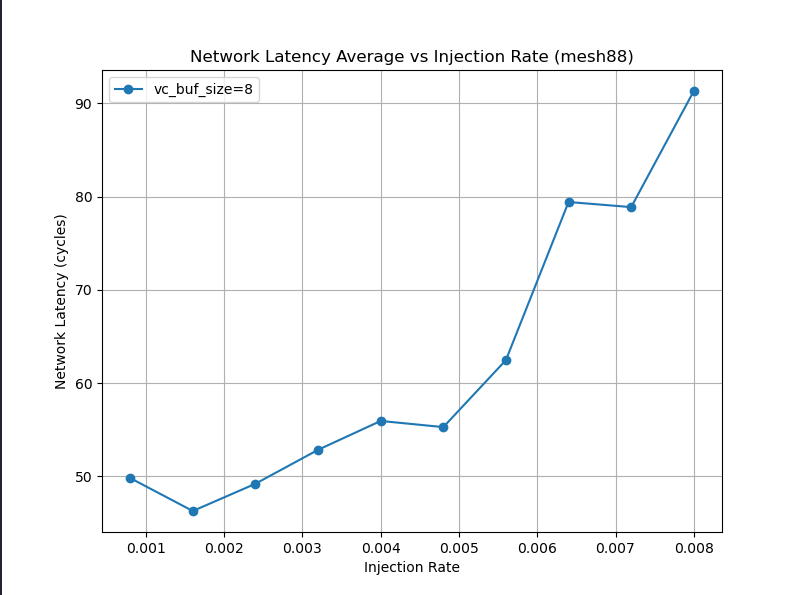 Network Latency Average vs Injection Rate (mesh88)
vc_buf_size=8
Network Latency (cycles)
90
80
70
60
50
0.001 0.002 0.003 0.004 0.005 0.006 0.007 0.008
Injection Rate